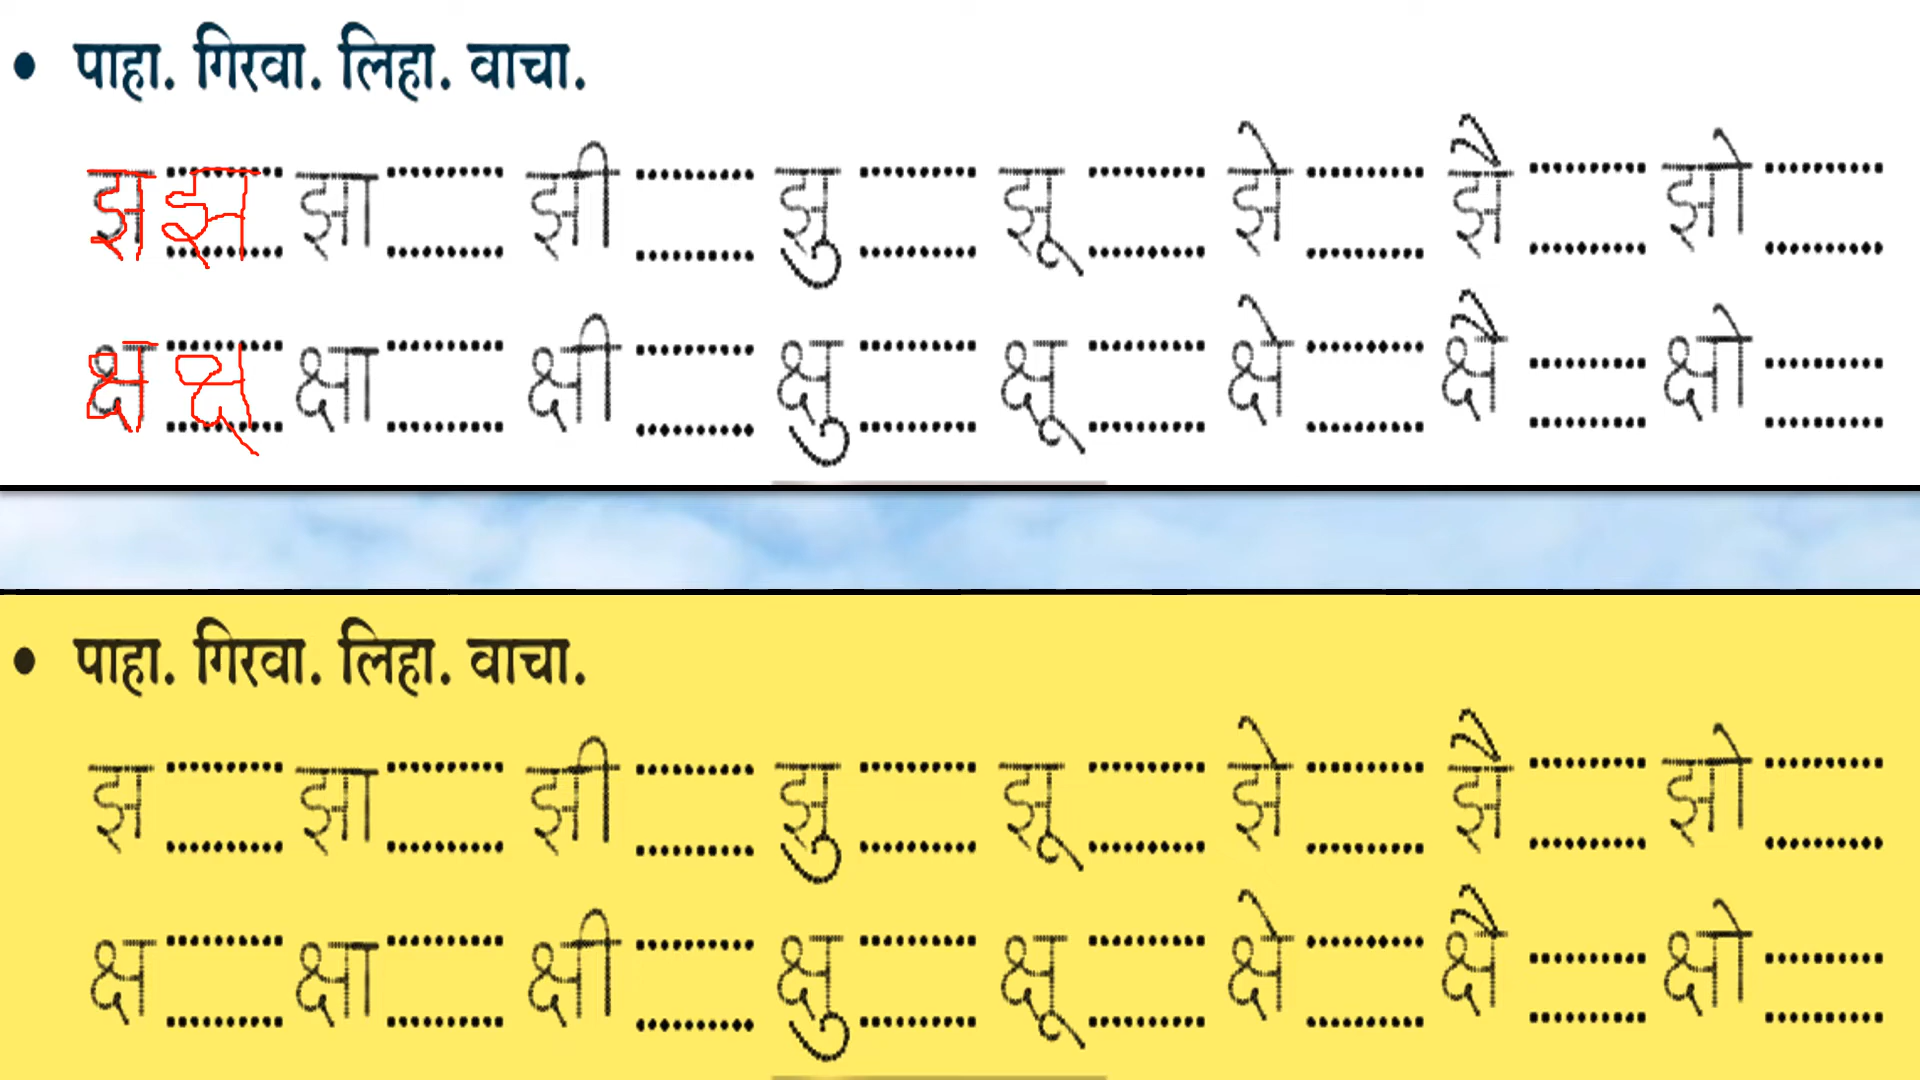 • पाहा. गिरवा. लिहा. वाचा.
झ झ झा झी झु झू झे झै झो
क्ष क्ष क्षा क्षी क्षु क्षू क्षे क्षै क्षो
• पाहा. गिरवा. लिहा. वाचा.
झ झा झी झु झू झे झै झो
क्ष क्षा क्षी क्षु क्षू क्षे क्षै क्षो